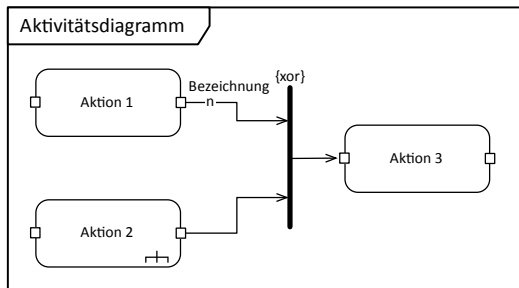 Aktivitätsdiagramm
Bezeichnung
{xor}
n
Aktion 1
Aktion 3
Aktion 2